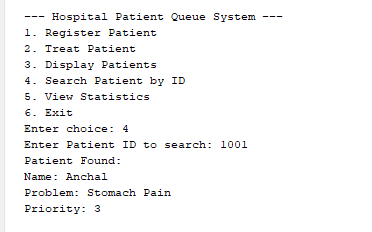 --- Hospital Patient Queue System ---
1. Register Patient
2. Treat Patient
3. Display Patients
4. Search Patient by ID
5. View Statistics
6. Exit
Enter choice: 4
Enter Patient ID to search: 1001
Patient Found:
Name: Anchal
Problem: Stomach Pain
Priority: 3